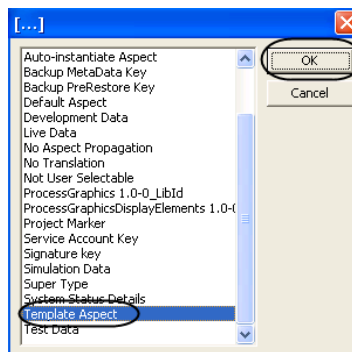 [...]
Auto-instantiate Aspect
OK
Backup MetaData Key
Backup PreRestore Key
Cancel
Default Aspect
Development Data
Live Data
No Aspect Propagation
No Translation
Not User Selectable
ProcessGraphics 1.0-0_LibId
ProcessGraphicsDisplayElements 1.0-(
Project Marker
Service Account Key
Signature key
Simulation Data
Super Type
System Status Details
Template Aspect
Test Data